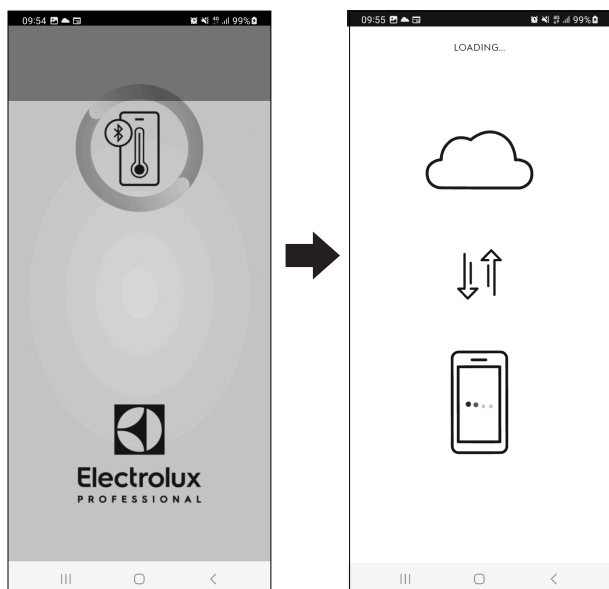 09:54 99%
Electrolux
PROFESSIONAL
09:55 99%
LOADING...